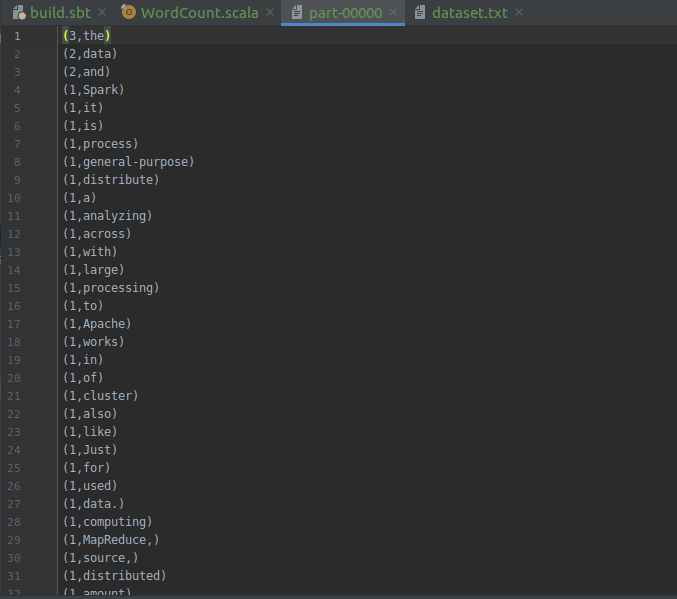 build.sbt WordCount.scala part-00000 dataset.txt
1 (3,the)
2 (2,data)
3 (2,and)
4 (1,Spark)
5 (1,it)
6 (1,is)
7 (1,process)
8 (1,general-purpose)
9 (1,distribute)
10 (1,a)
11 (1,analyzing)
12 (1,across)
13 (1,with)
14 (1,large)
15 (1,processing)
16 (1,to)
17 (1,Apache)
18 (1,works)
19 (1,in)
20 (1,of)
21 (1,cluster)
22 (1,also)
23 (1,like)
24 (1,Just)
25 (1,for)
26 (1,used)
27 (1,data.)
28 (1,computing)
29 (1,MapReduce,)
30 (1,source,)
31 (1,distributed)
32 (1,amount)